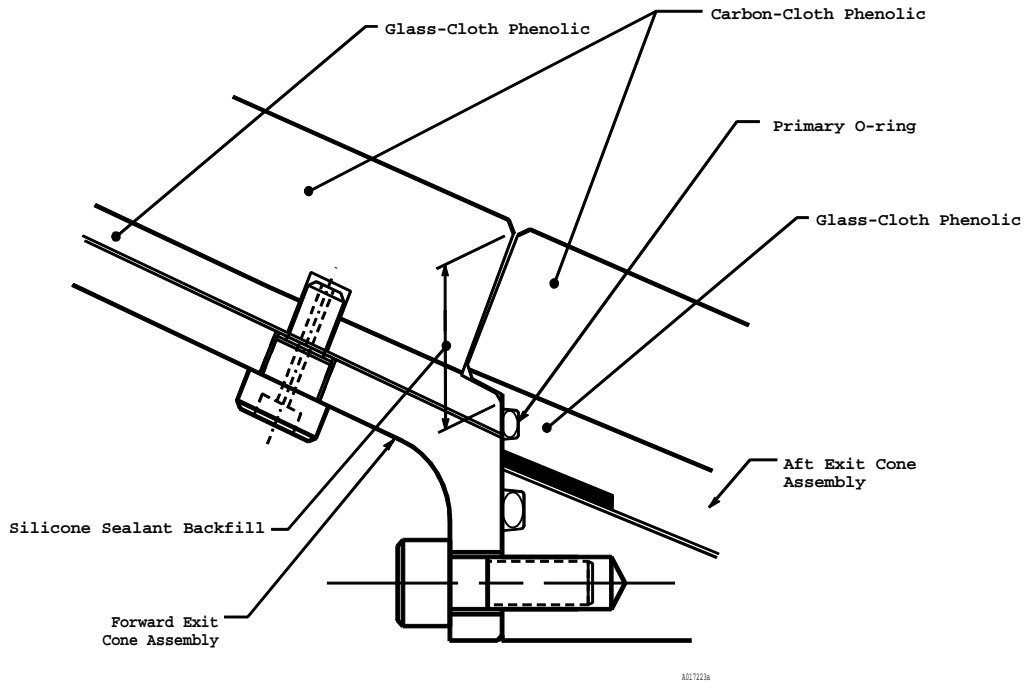 Glass-Cloth Phenolic
Carbon-Cloth Phenolic
Primary O-ring
Glass-Cloth Phenolic
Aft Exit Cone
Assembly
Silicone Sealant Backfill
Forward Exit
Cone Assembly
A017223a